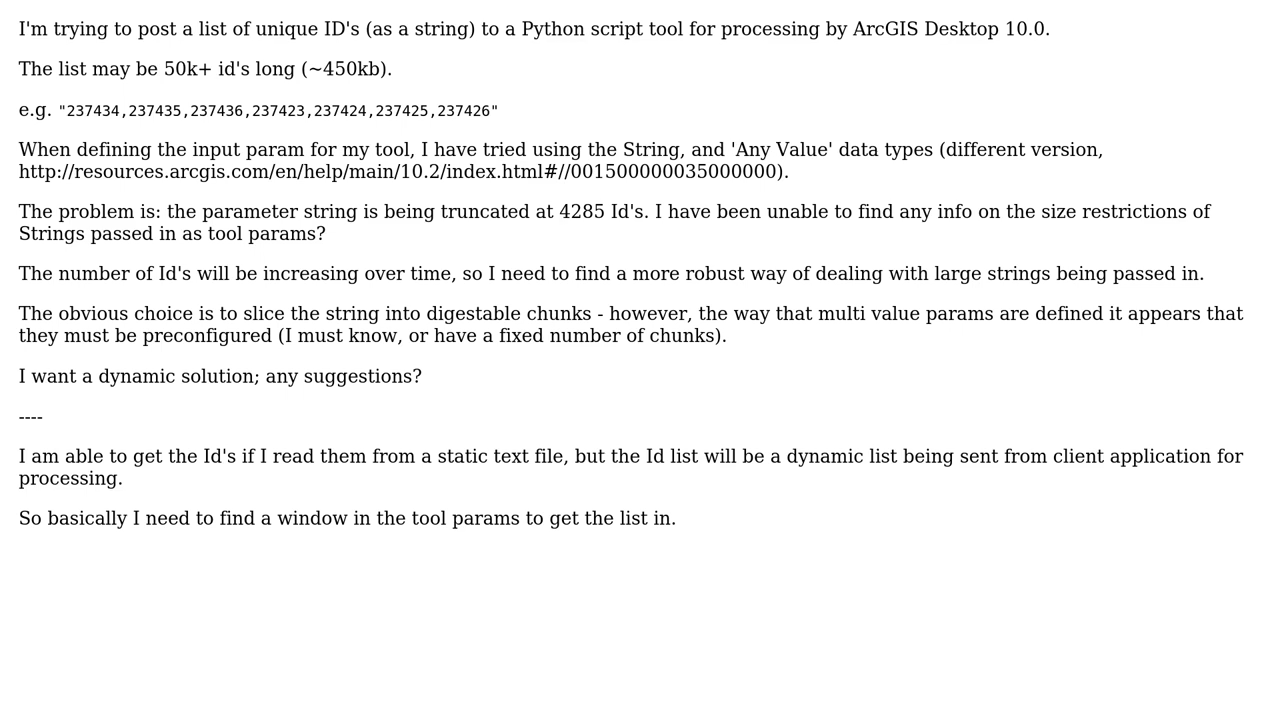 I'm trying to post a list of unique ID's (as a string) to a Python script tool for processing by ArcGIS Desktop 10.0.
The list may be 50k+ id's long (~450kb).
e.g. "237434,237435,237436,237423,237424,237425,237426"
When defining the input param for my tool, I have tried using the String, and 'Any Value' data types (different version,
http://resources.arcgis.com/en/help/main/10.2/index.html#//001500000035000000).
The problem is: the parameter string is being truncated at 4285 Id's. I have been unable to find any info on the size restrictions of
Strings passed in as tool params?
The number of Id's will be increasing over time, so I need to find a more robust way of dealing with large strings being passed in.
The obvious choice is to slice the string into digestable chunks - however, the way that multi value params are defined it appears that
they must be preconfigured (I must know, or have a fixed number of chunks).
I want a dynamic solution; any suggestions?
----
I am able to get the Id's if I read them from a static text file, but the Id list will be a dynamic list being sent from client application for
processing.
So basically I need to find a window in the tool params to get the list in.